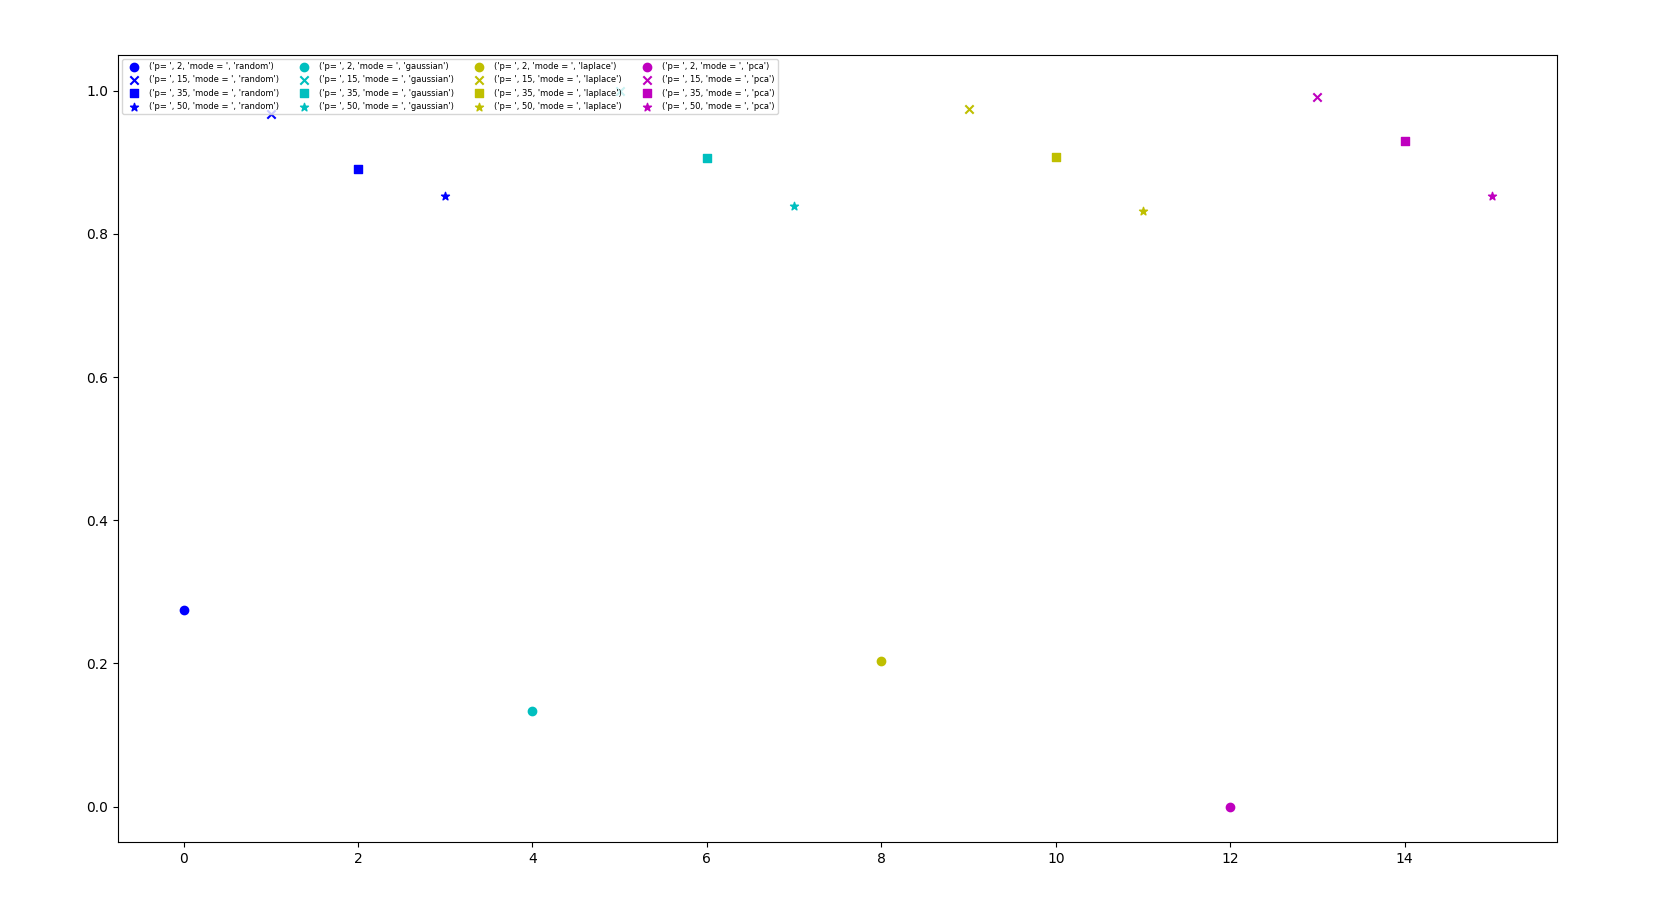 ('p= ', 2, 'mode = ', 'random') ('p= ', 2, 'mode = ', 'gaussian') ('p= ', 2, 'mode = ', 'laplace') ('p= ', 2, 'mode = ', 'pca')
('p= ', 15, 'mode = ', 'random') ('p= ', 15, 'mode = ', 'gaussian') ('p= ', 15, 'mode = ', 'laplace') ('p= ', 15, 'mode = ', 'pca')
('p= ', 35, 'mode = ', 'random') ('p= ', 35, 'mode = ', 'gaussian') ('p= ', 35, 'mode = ', 'laplace') ('p= ', 35, 'mode = ', 'pca')
('p= ', 50, 'mode = ', 'random') ('p= ', 50, 'mode = ', 'gaussian') ('p= ', 50, 'mode = ', 'laplace') ('p= ', 50, 'mode = ', 'pca')
1.0
0.8
0.6
0.4
0.2
0.0
0 2 4 6 8 10 12 14